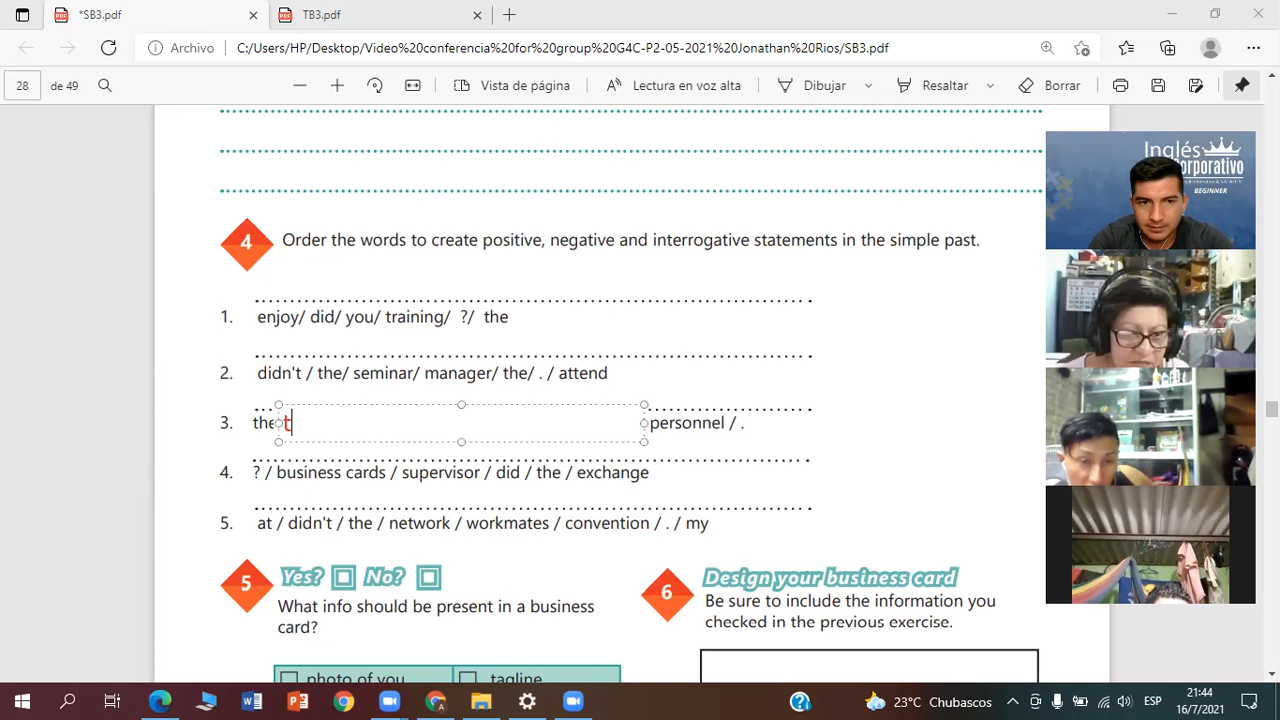 *SB3.pdf
TB3.pdf
Archivo C:/Users/HP/Desktop/Video%20conferencia%20for%20group%20G4C-P2-05-2021%20Jonathan%20Rios/SB3.pdf
28 de 49 Vista de página Lectura en voz alta Dibujar Resaltar Borrar
Inglés
Corporativo
BEGINNER
4 Order the words to create positive, negative and interrogative statements in the simple past.
1. enjoy/ did/ you/ training/ ?/ the
2. didn't / the/ seminar/ manager/ the/ . / attend
3. the t personnel / .
4. ? / business cards / supervisor / did / the / exchange
5. at / didn't / the / network / workmates / convention / . / my
5 Yes? No?
What info should be present in a business
card?
photo of you tagline
6 Design your business card
Be sure to include the information you
checked in the previous exercise.
23°C Chubascos ESP 21:44
16/7/2021